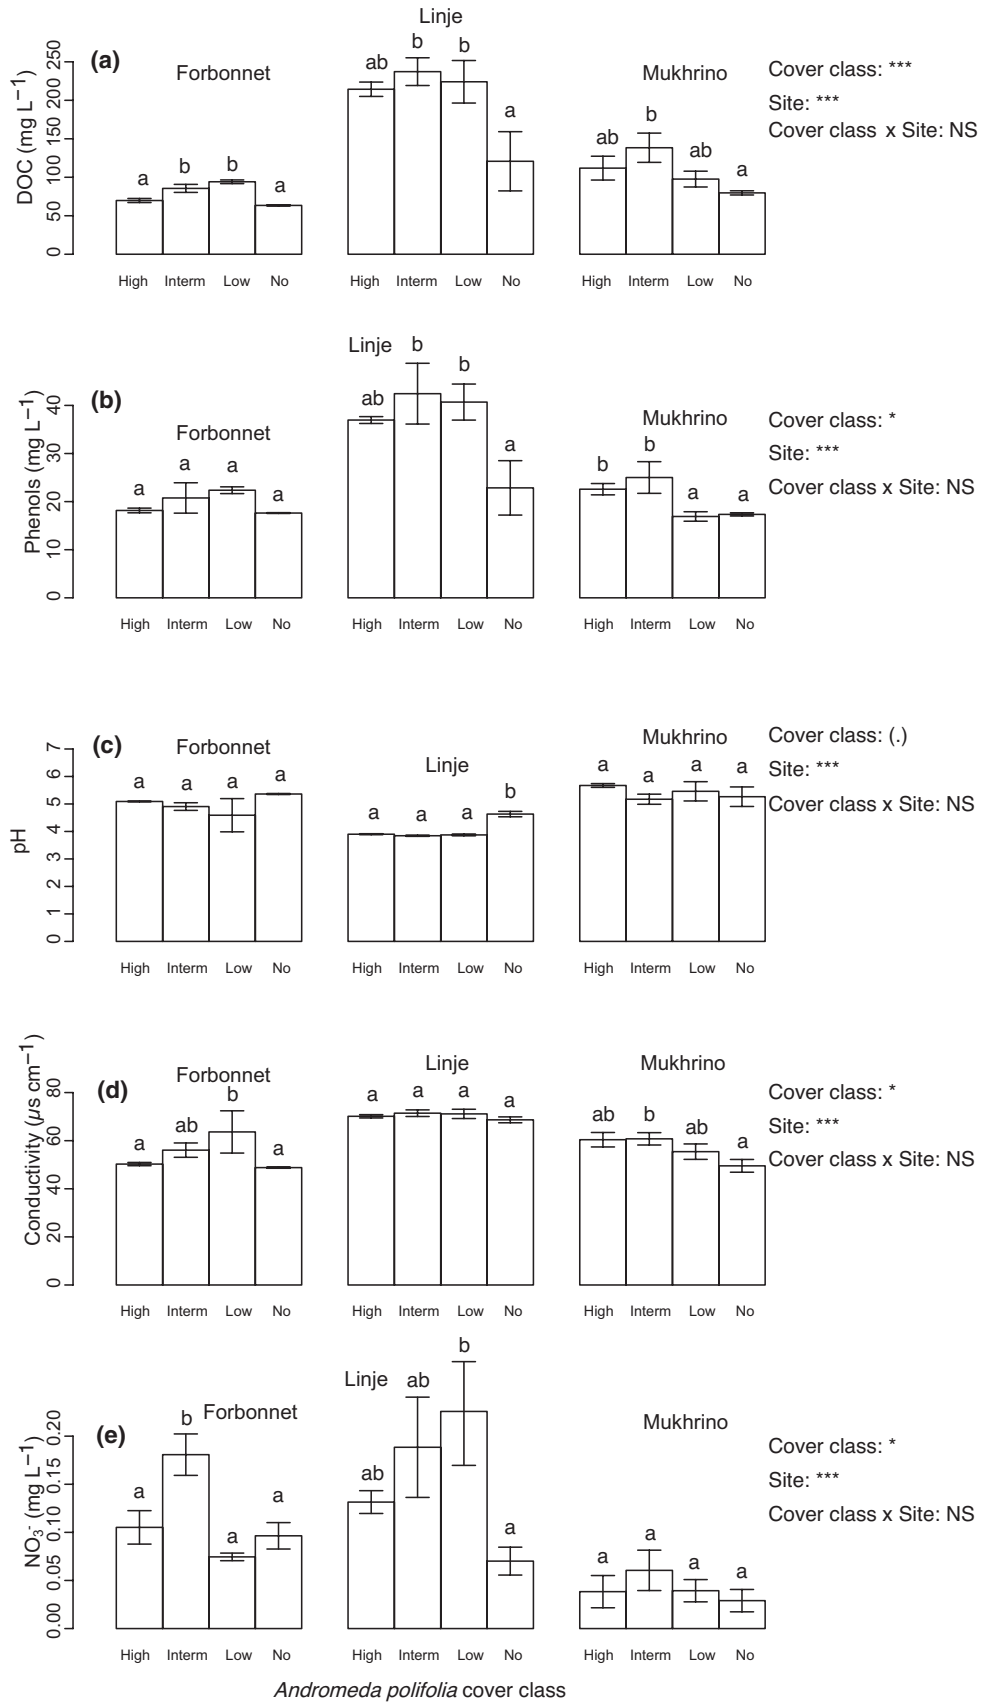 Linje
(a)
Forbonnet
Mukhrino
DOC (mg L−1)
0 50 100 150 200 250
a b b a
ab b b a
ab b ab a
Cover class: ***
Site: ***
Cover class x Site: NS
High Interm Low No
High Interm Low No
High Interm Low No
(b)
Forbonnet
Linje
Mukhrino
Phenols (mg L−1)
0 10 20 30 40
a a a a
ab b b a
b b a a
Cover class: *
Site: ***
Cover class x Site: NS
High Interm Low No
High Interm Low No
High Interm Low No
(c)
Forbonnet
Linje
Mukhrino
pH
0 1 2 3 4 5 6 7
a a a a
a a a b
a a a a
Cover class: (.)
Site: ***
Cover class x Site: NS
High Interm Low No
High Interm Low No
High Interm Low No
(d)
Forbonnet
Linje
Mukhrino
Conductivity (µs cm−1)
0 20 40 60 80
a ab b a
a a a a
ab b ab a
Cover class: *
Site: ***
Cover class x Site: NS
High Interm Low No
High Interm Low No
High Interm Low No
(e)
Forbonnet
Linje
Mukhrino
NO3- (mg L−1)
0.00 0.05 0.10 0.15 0.20
a b a a
ab ab b a
a a a a
Cover class: *
Site: ***
Cover class x Site: NS
High Interm Low No
High Interm Low No
High Interm Low No
Andromeda polifolia cover class